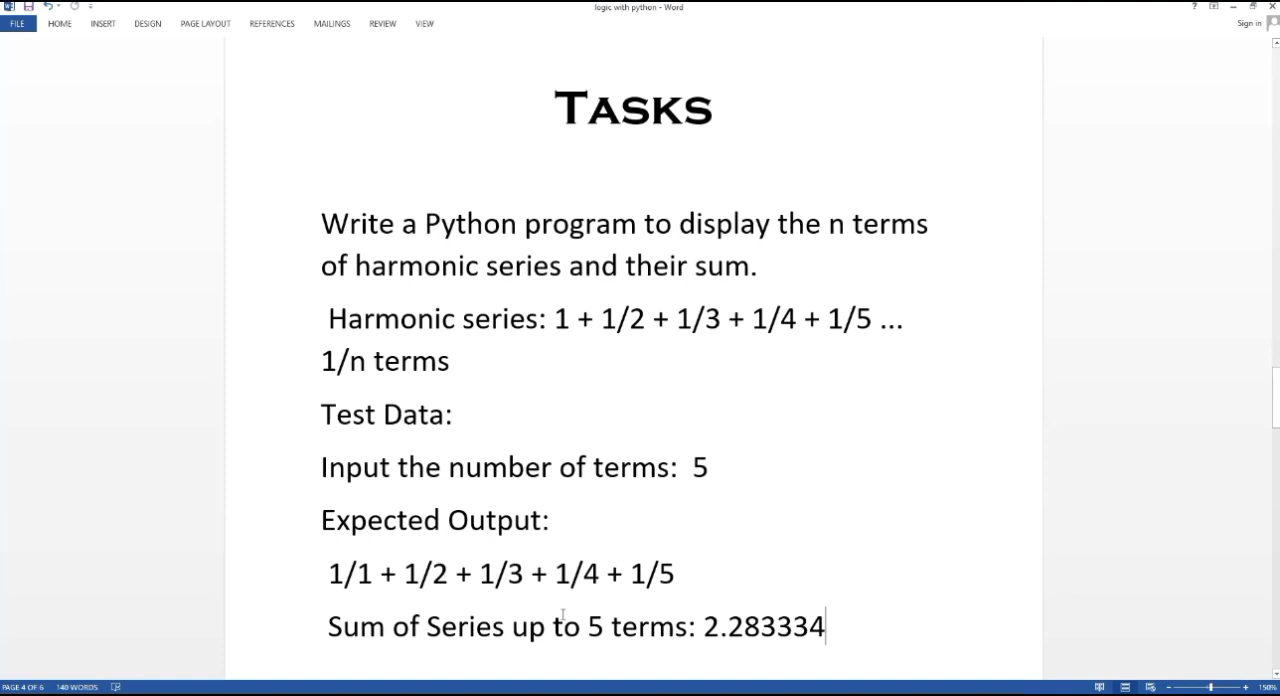 logic with python - Word
? 
Sign in
FILE HOME INSERT DESIGN PAGE LAYOUT REFERENCES MAILINGS REVIEW VIEW
TASKS
Write a Python program to display the n terms
of harmonic series and their sum.
Harmonic series: 1 + 1/2 + 1/3 + 1/4 + 1/5 ...
1/n terms
Test Data:
Input the number of terms: 5
Expected Output:
1/1 + 1/2 + 1/3 + 1/4 + 1/5
Sum of Series up to 5 terms: 2.283334
PAGE 4 OF 6 140 WORDS 150%